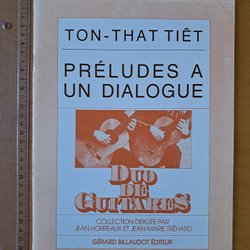 TON-THAT TIÊT
PRÉLUDES A
UN DIALOGUE
DUO
DE
GUITARES
COLLECTION DIRIGÉE PAR
JEAN HORREAUX ET JEAN-MARIE TRÉHARD
GÉRARD BILLAUDOT ÉDITEUR